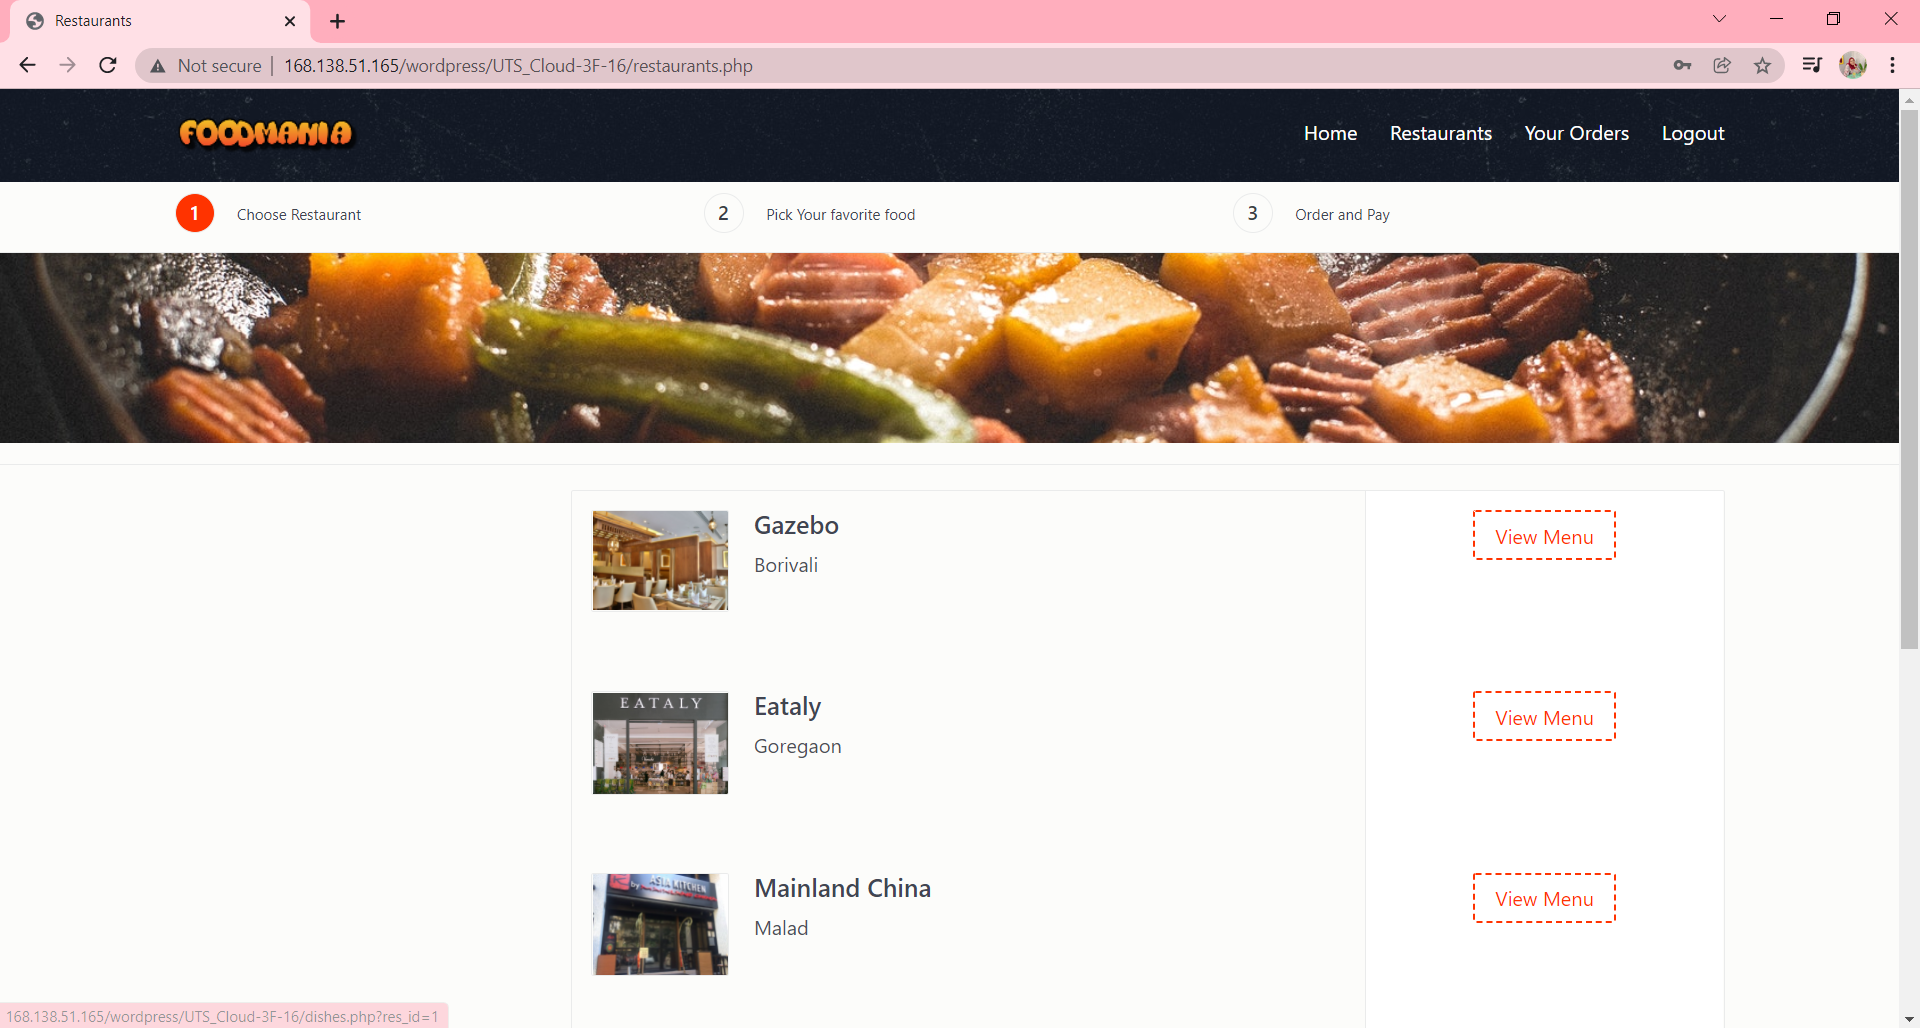 Restaurants
Not secure | 168.138.51.165/wordpress/UTS_Cloud-3F-16/restaurants.php
FOODMANIA
Home Restaurants Your Orders Logout
1 Choose Restaurant 2 Pick Your favorite food 3 Order and Pay
Gazebo View Menu
Borivali
EATALY
Eataly View Menu
Goregaon
ASIA KITCHEN
Mainland China View Menu
Malad
168.138.51.165/wordpress/UTS_Cloud-3F-16/dishes.php?res_id=1